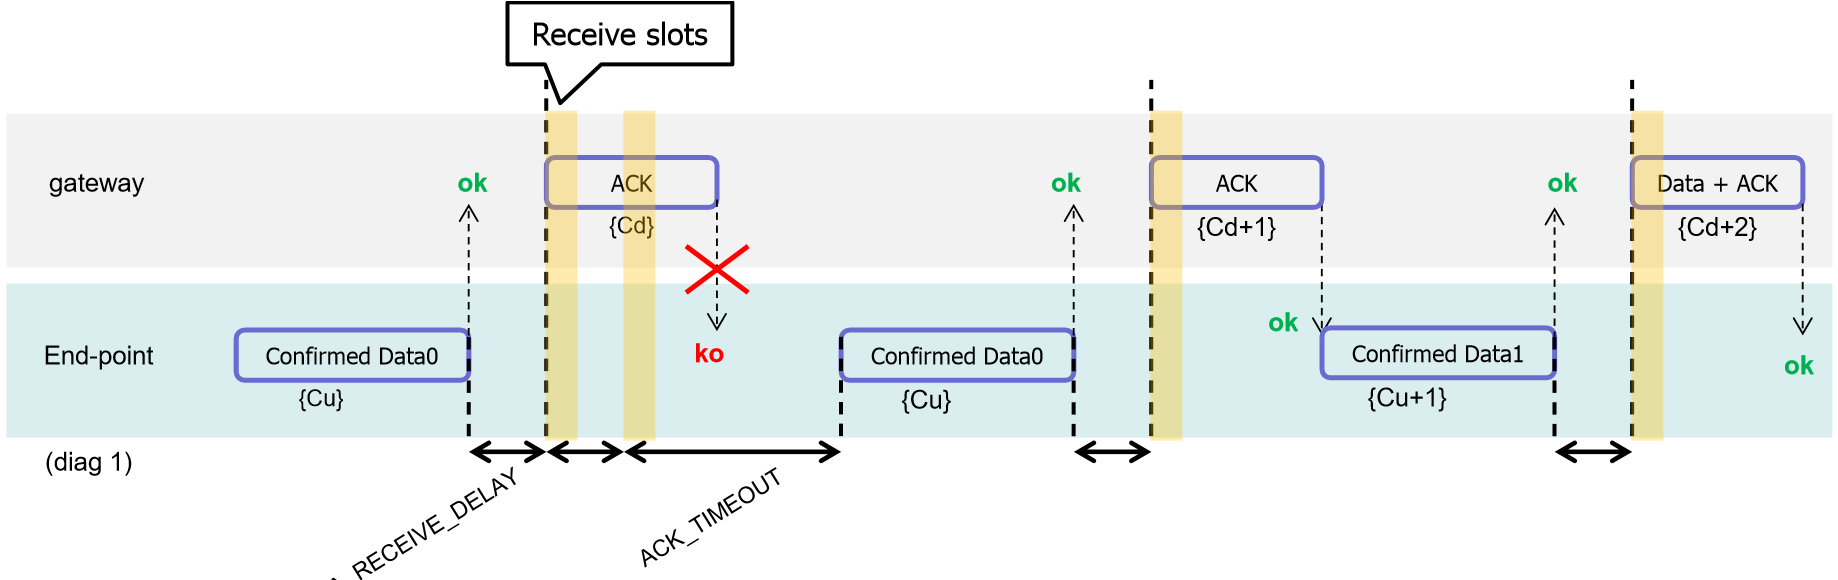 Receive slots
gateway
ok
ACK
{Cd}
ok
ACK
{Cd+1}
ok
Data + ACK
{Cd+2}
End-point
Confirmed Data0
{Cu}
ko
Confirmed Data0
{Cu}
ok
Confirmed Data1
{Cu+1}
ok
(diag 1)
RECEIVE_DELAY
ACK_TIMEOUT